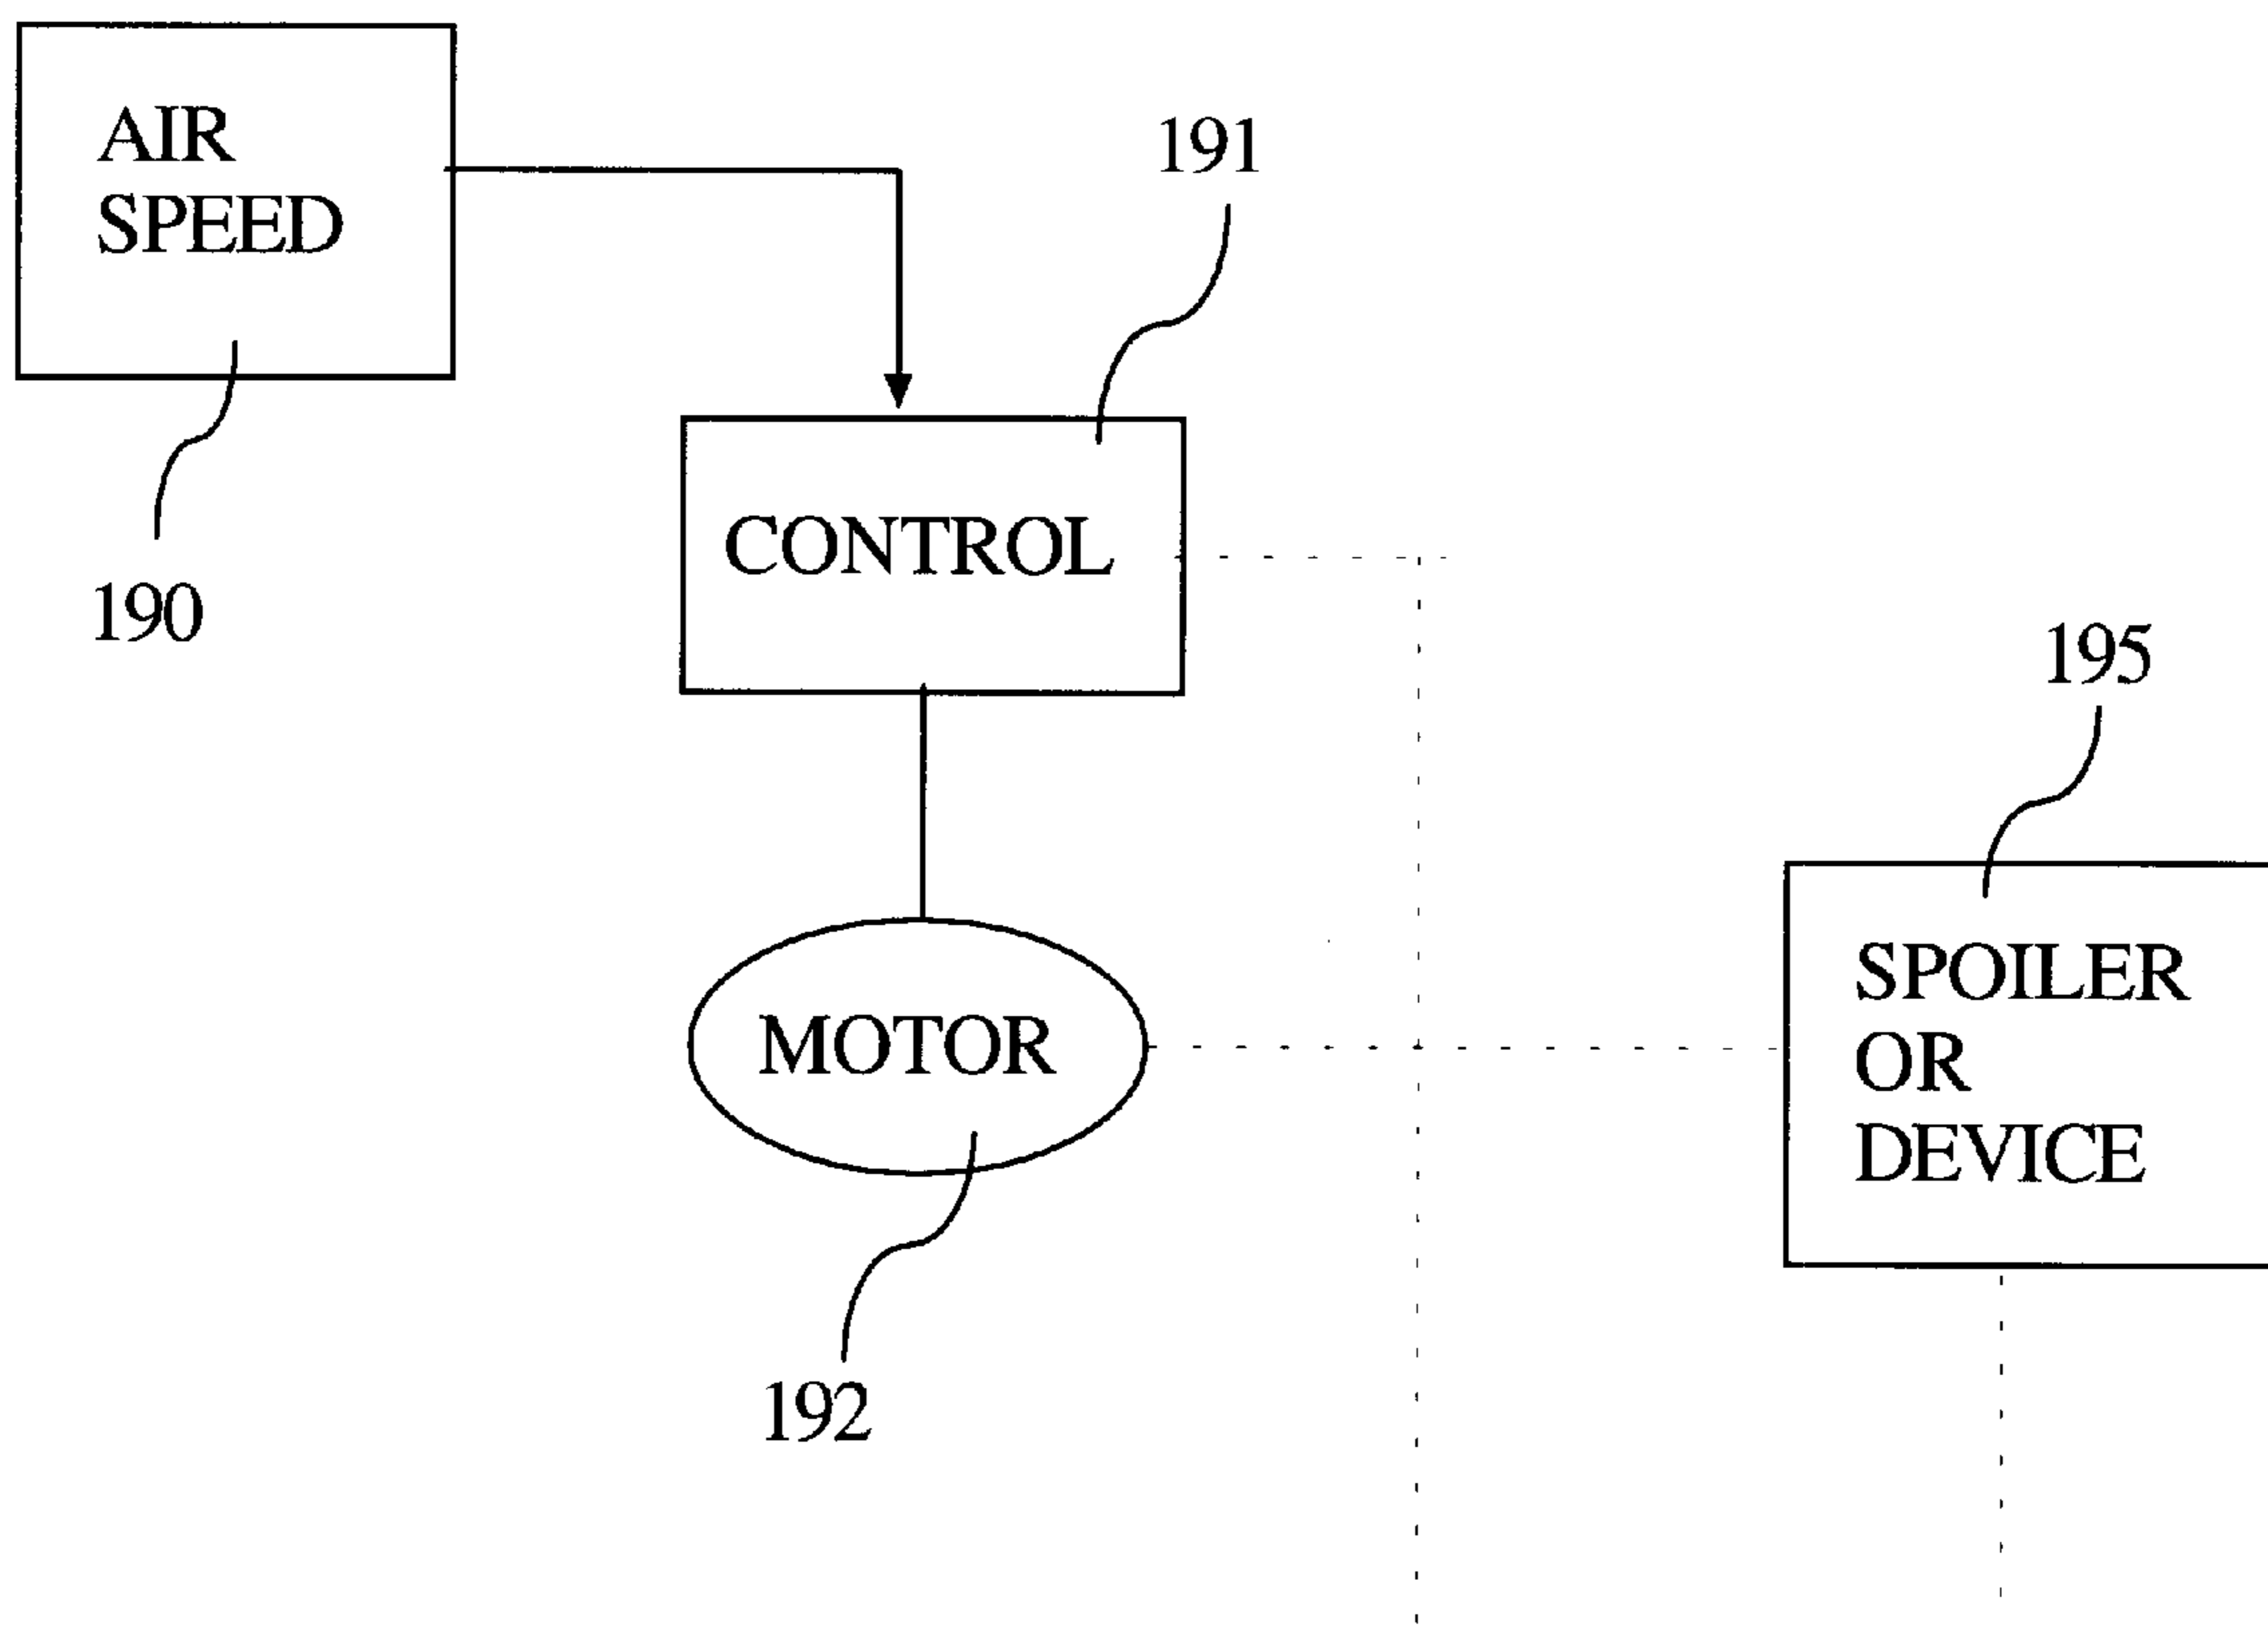 AIR
SPEED
191
CONTROL
190
195
SPOILER
OR
DEVICE
MOTOR
192